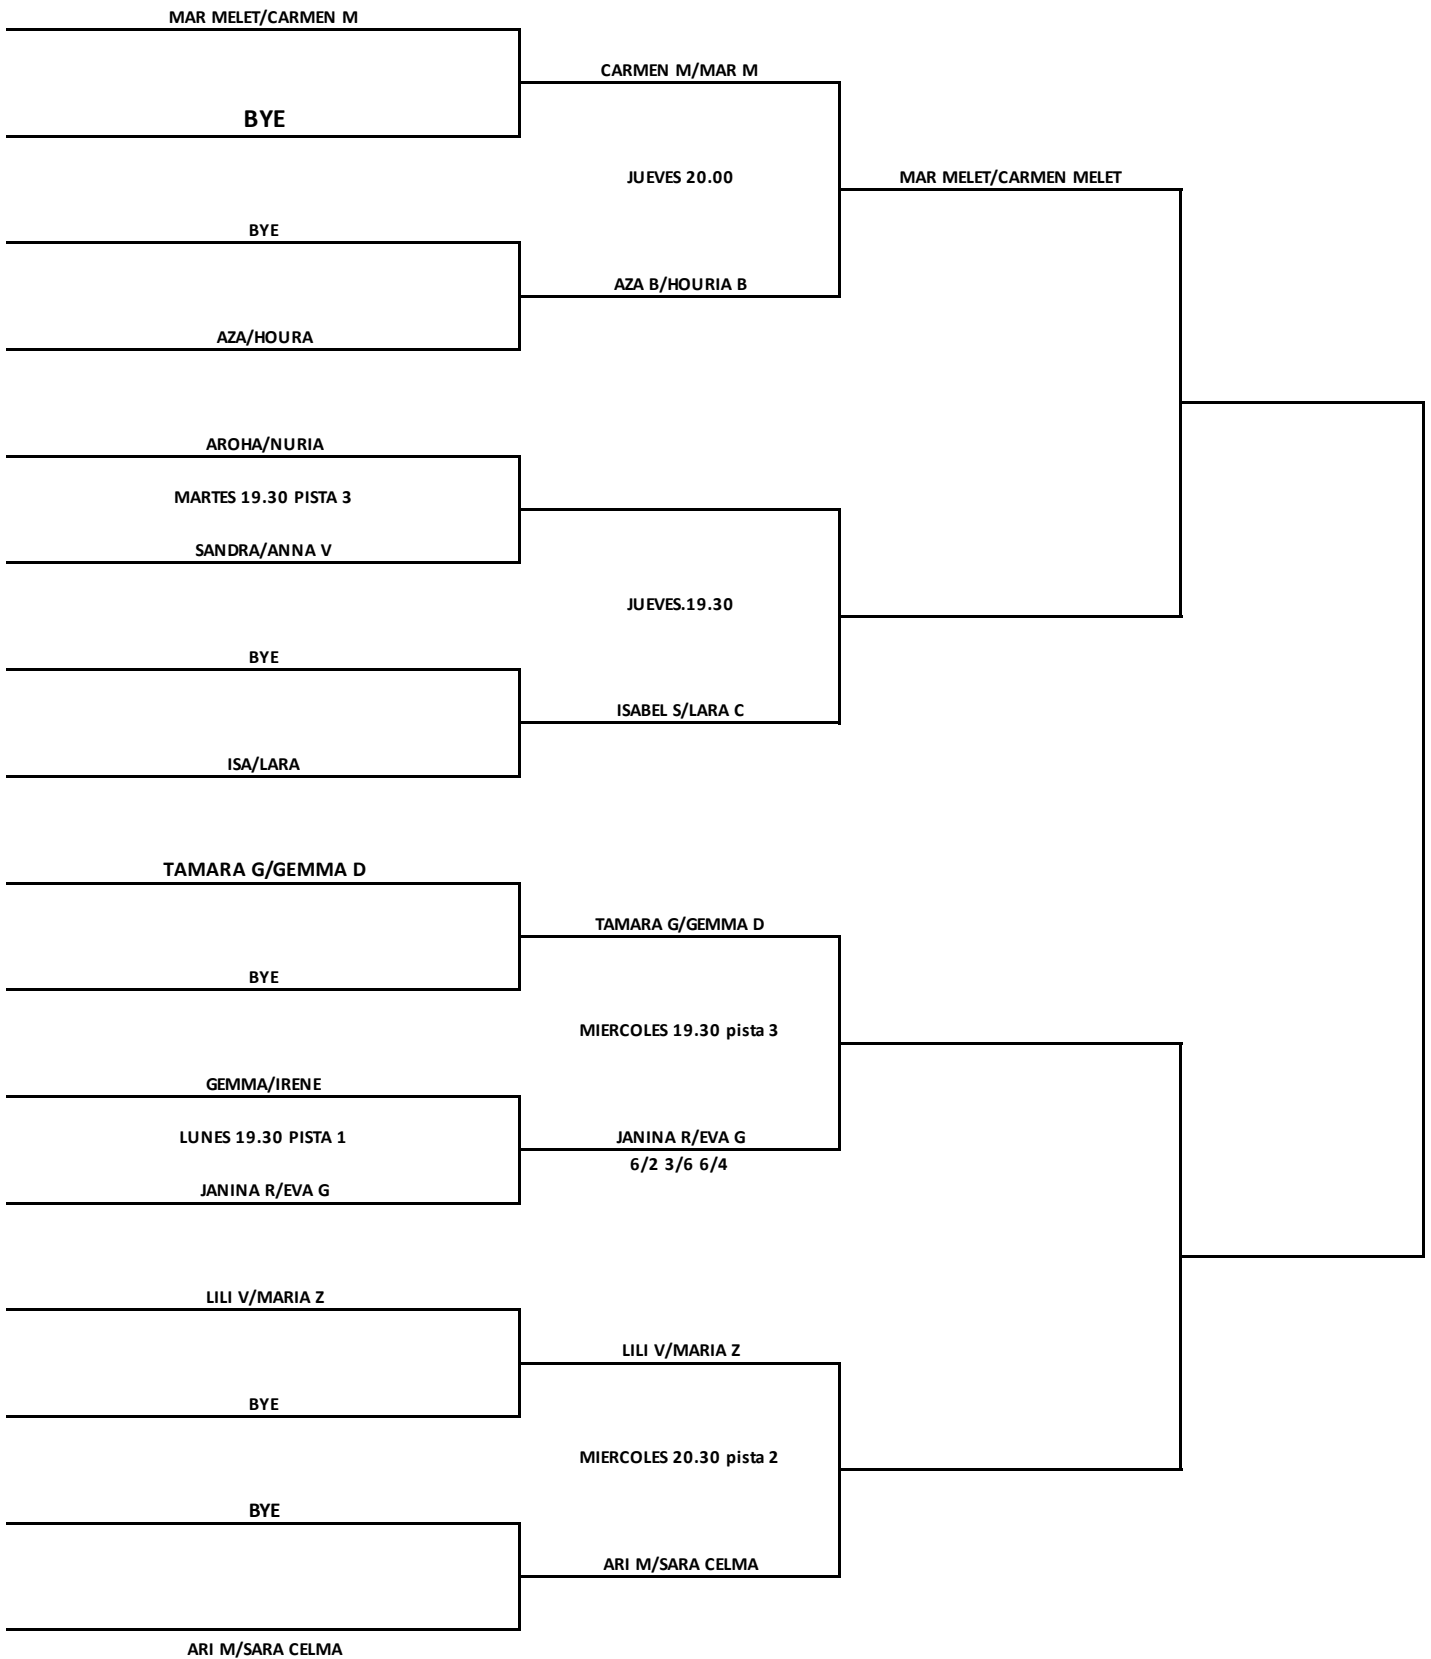 MAR MELET/CARMEN M
CARMEN M/MAR M
BYE
JUEVES 20.00
MAR MELET/CARMEN MELET
BYE
AZA B/HOURIA B
AZA/HOURA
AROHA/NURIA
MARTES 19.30 PISTA 3
SANDRA/ANNA V
JUEVES.19.30
BYE
ISABEL S/LARA C
ISA/LARA
TAMARA G/GEMMA D
TAMARA G/GEMMA D
BYE
MIERCOLES 19.30 pista 3
GEMMA/IRENE
LUNES 19.30 PISTA 1
JANINA R/EVA G
6/2 3/6 6/4
JANINA R/EVA G
LILI V/MARIA Z
LILI V/MARIA Z
BYE
MIERCOLES 20.30 pista 2
BYE
ARI M/SARA CELMA
ARI M/SARA CELMA